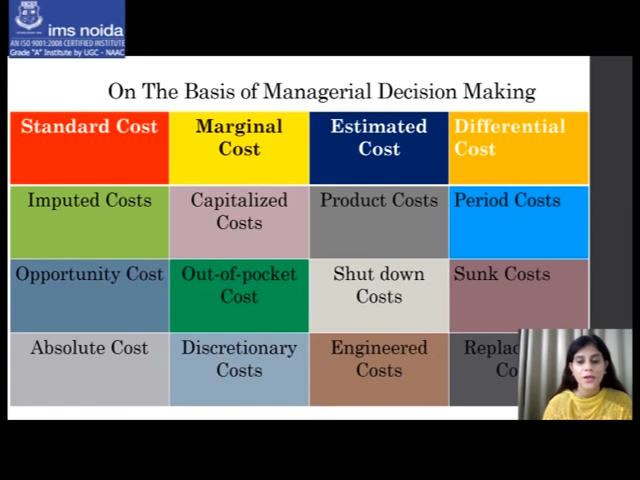 ims noida
AN ISO 9001:2008 CERTIFIED INSTITUTE
Grade "A" Institute by UGC - NAAC
On The Basis of Managerial Decision Making
Standard Cost
Marginal
Cost
Estimated
Cost
Differential
Cost
Imputed Costs
Capitalized
Costs
Product Costs
Period Costs
Opportunity Cost
Out-of-pocket
Cost
Shut down
Costs
Sunk Costs
Absolute Cost
Discretionary
Costs
Engineered
Costs